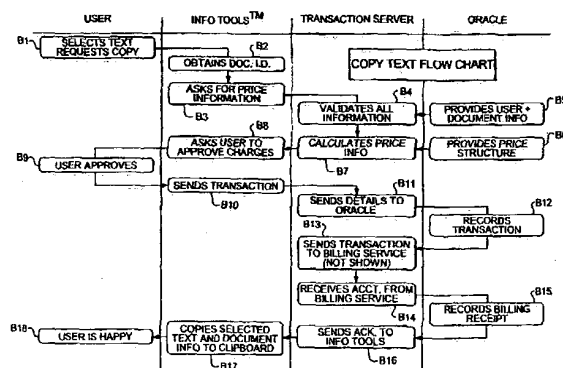 USER
INFO TOOLS™
TRANSACTION SERVER
ORACLE
B1
SELECTS TEXT
REQUESTS COPY
B2
OBTAINS DOC. I.D.
COPY TEXT FLOW CHART
ASKS FOR PRICE
INFORMATION
B3
B4
VALIDATES ALL
INFORMATION
B5
PROVIDES USER +
DOCUMENT INFO
B8
ASKS USER TO
APPROVE CHARGES
CALCULATES PRICE
INFO
B7
B6
PROVIDES PRICE
STRUCTURE
B9
USER APPROVES
SENDS TRANSACTION
B10
B11
SENDS DETAILS TO
ORACLE
B12
RECORDS
TRANSACTION
B13
SENDS TRANSACTION
TO BILLING SERVICE
(NOT SHOWN)
RECEIVES ACCT. FROM
BILLING SERVICE
B14
B15
RECORDS BILLING
RECEIPT
B18
USER IS HAPPY
COPIES SELECTED
TEXT AND DOCUMENT
INFO TO CLIPBOARD
B17
SENDS ACK. TO
INFO TOOLS
B16